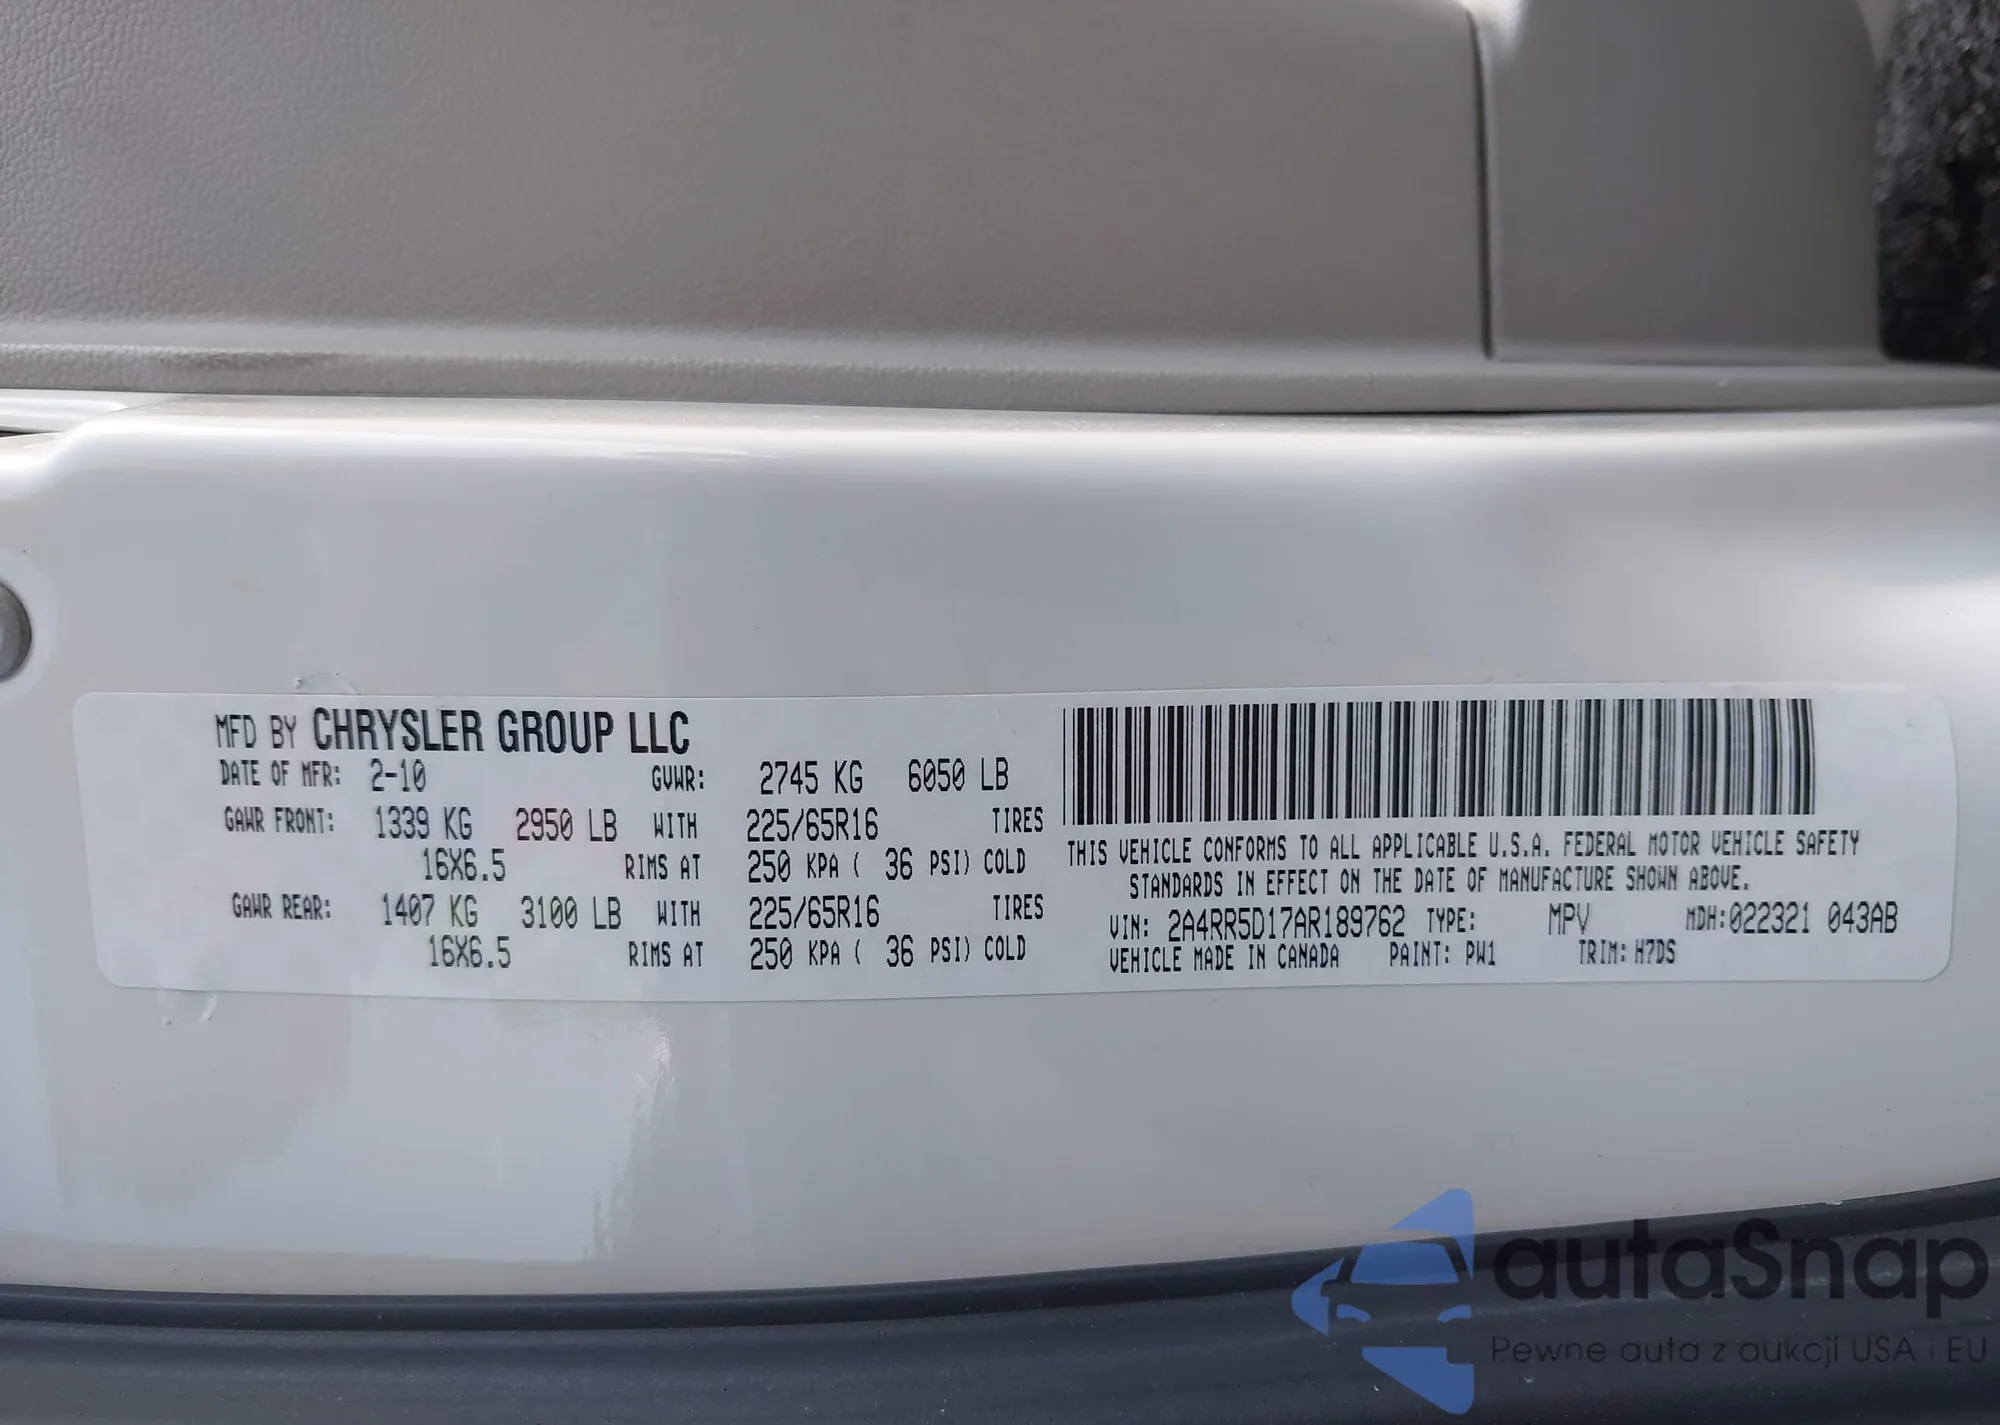 MFD BY CHRYSLER GROUP LLC
DATE OF MFR: 2-10 GVWR: 2745 KG 6050 LB
GAWR FRONT: 1339 KG 2950 LB WITH 225/65R16 TIRES
16X6.5 RIMS AT 250 KPA ( 36 PSI) COLD
GAWR REAR: 1407 KG 3100 LB WITH 225/65R16 TIRES
16X6.5 RIMS AT 250 KPA ( 36 PSI) COLD
THIS VEHICLE CONFORMS TO ALL APPLICABLE U.S.A. FEDERAL MOTOR VEHICLE SAFETY
STANDARDS IN EFFECT ON THE DATE OF MANUFACTURE SHOWN ABOVE.
VIN: 2A4RR5D17AR189762 TYPE: MPV MDH: 022321 043AB
VEHICLE MADE IN CANADA PAINT: PW1 TRIM: H7DS
autaSnap
Pewne auta z aukcji USA i EU